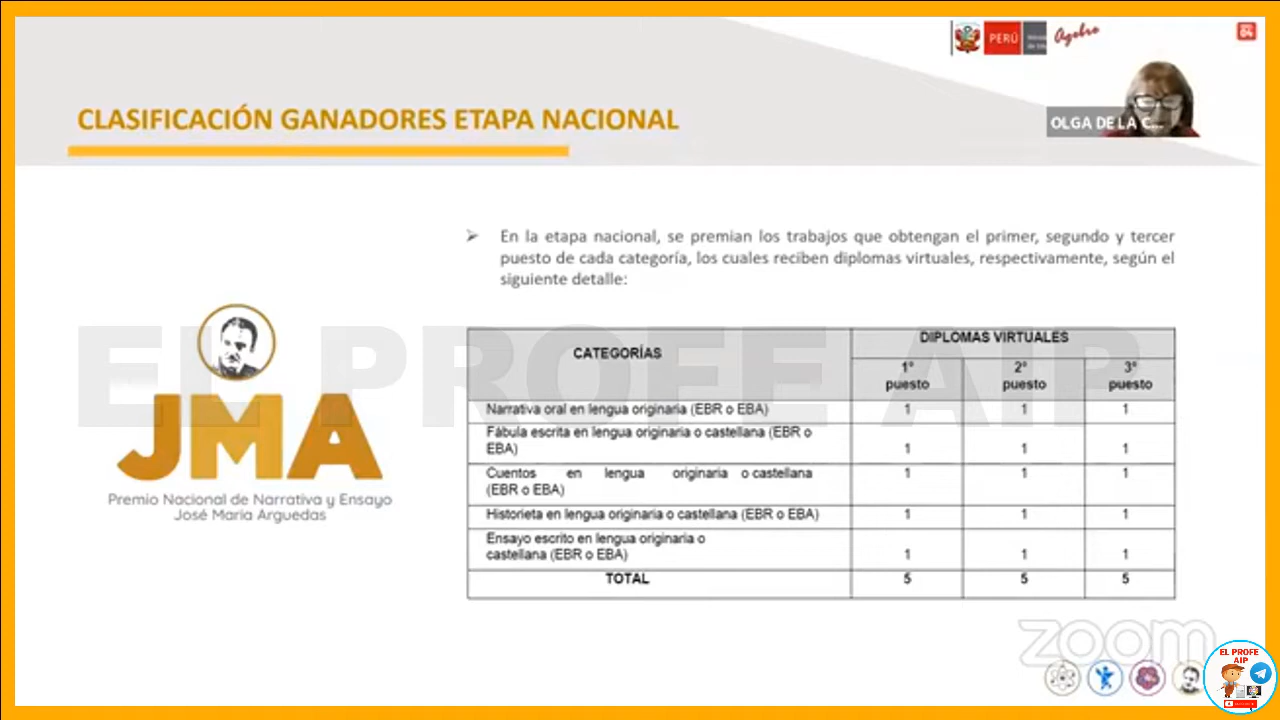 PERÚ
CLASIFICACIÓN GANADORES ETAPA NACIONAL
OLGA DE LA C...
➤ En la etapa nacional, se premian los trabajos que obtengan el primer, segundo y tercer
puesto de cada categoría, los cuales reciben diplomas virtuales, respectivamente, según el
siguiente detalle:
EL PROFE AIP
JMA
Premio Nacional de Narrativa y Ensayo
José María Arguedas
CATEGORÍAS DIPLOMAS VIRTUALES
1° 2° 3°
puesto puesto puesto
Narrativa oral en lengua originaria (EBR o EBA) 1 1 1
Fábula escrita en lengua originaria o castellana (EBR o
EBA) 1 1 1
Cuentos en lengua originaria o castellana 1 1 1
(EBR o EBA)
Historieta en lengua originaria o castellana (EBR o EBA) 1 1 1
Ensayo escrito en lengua originaria o
castellana (EBR o EBA) 1 1 1
TOTAL 5 5 5
zoom
EL PROFE
AIP